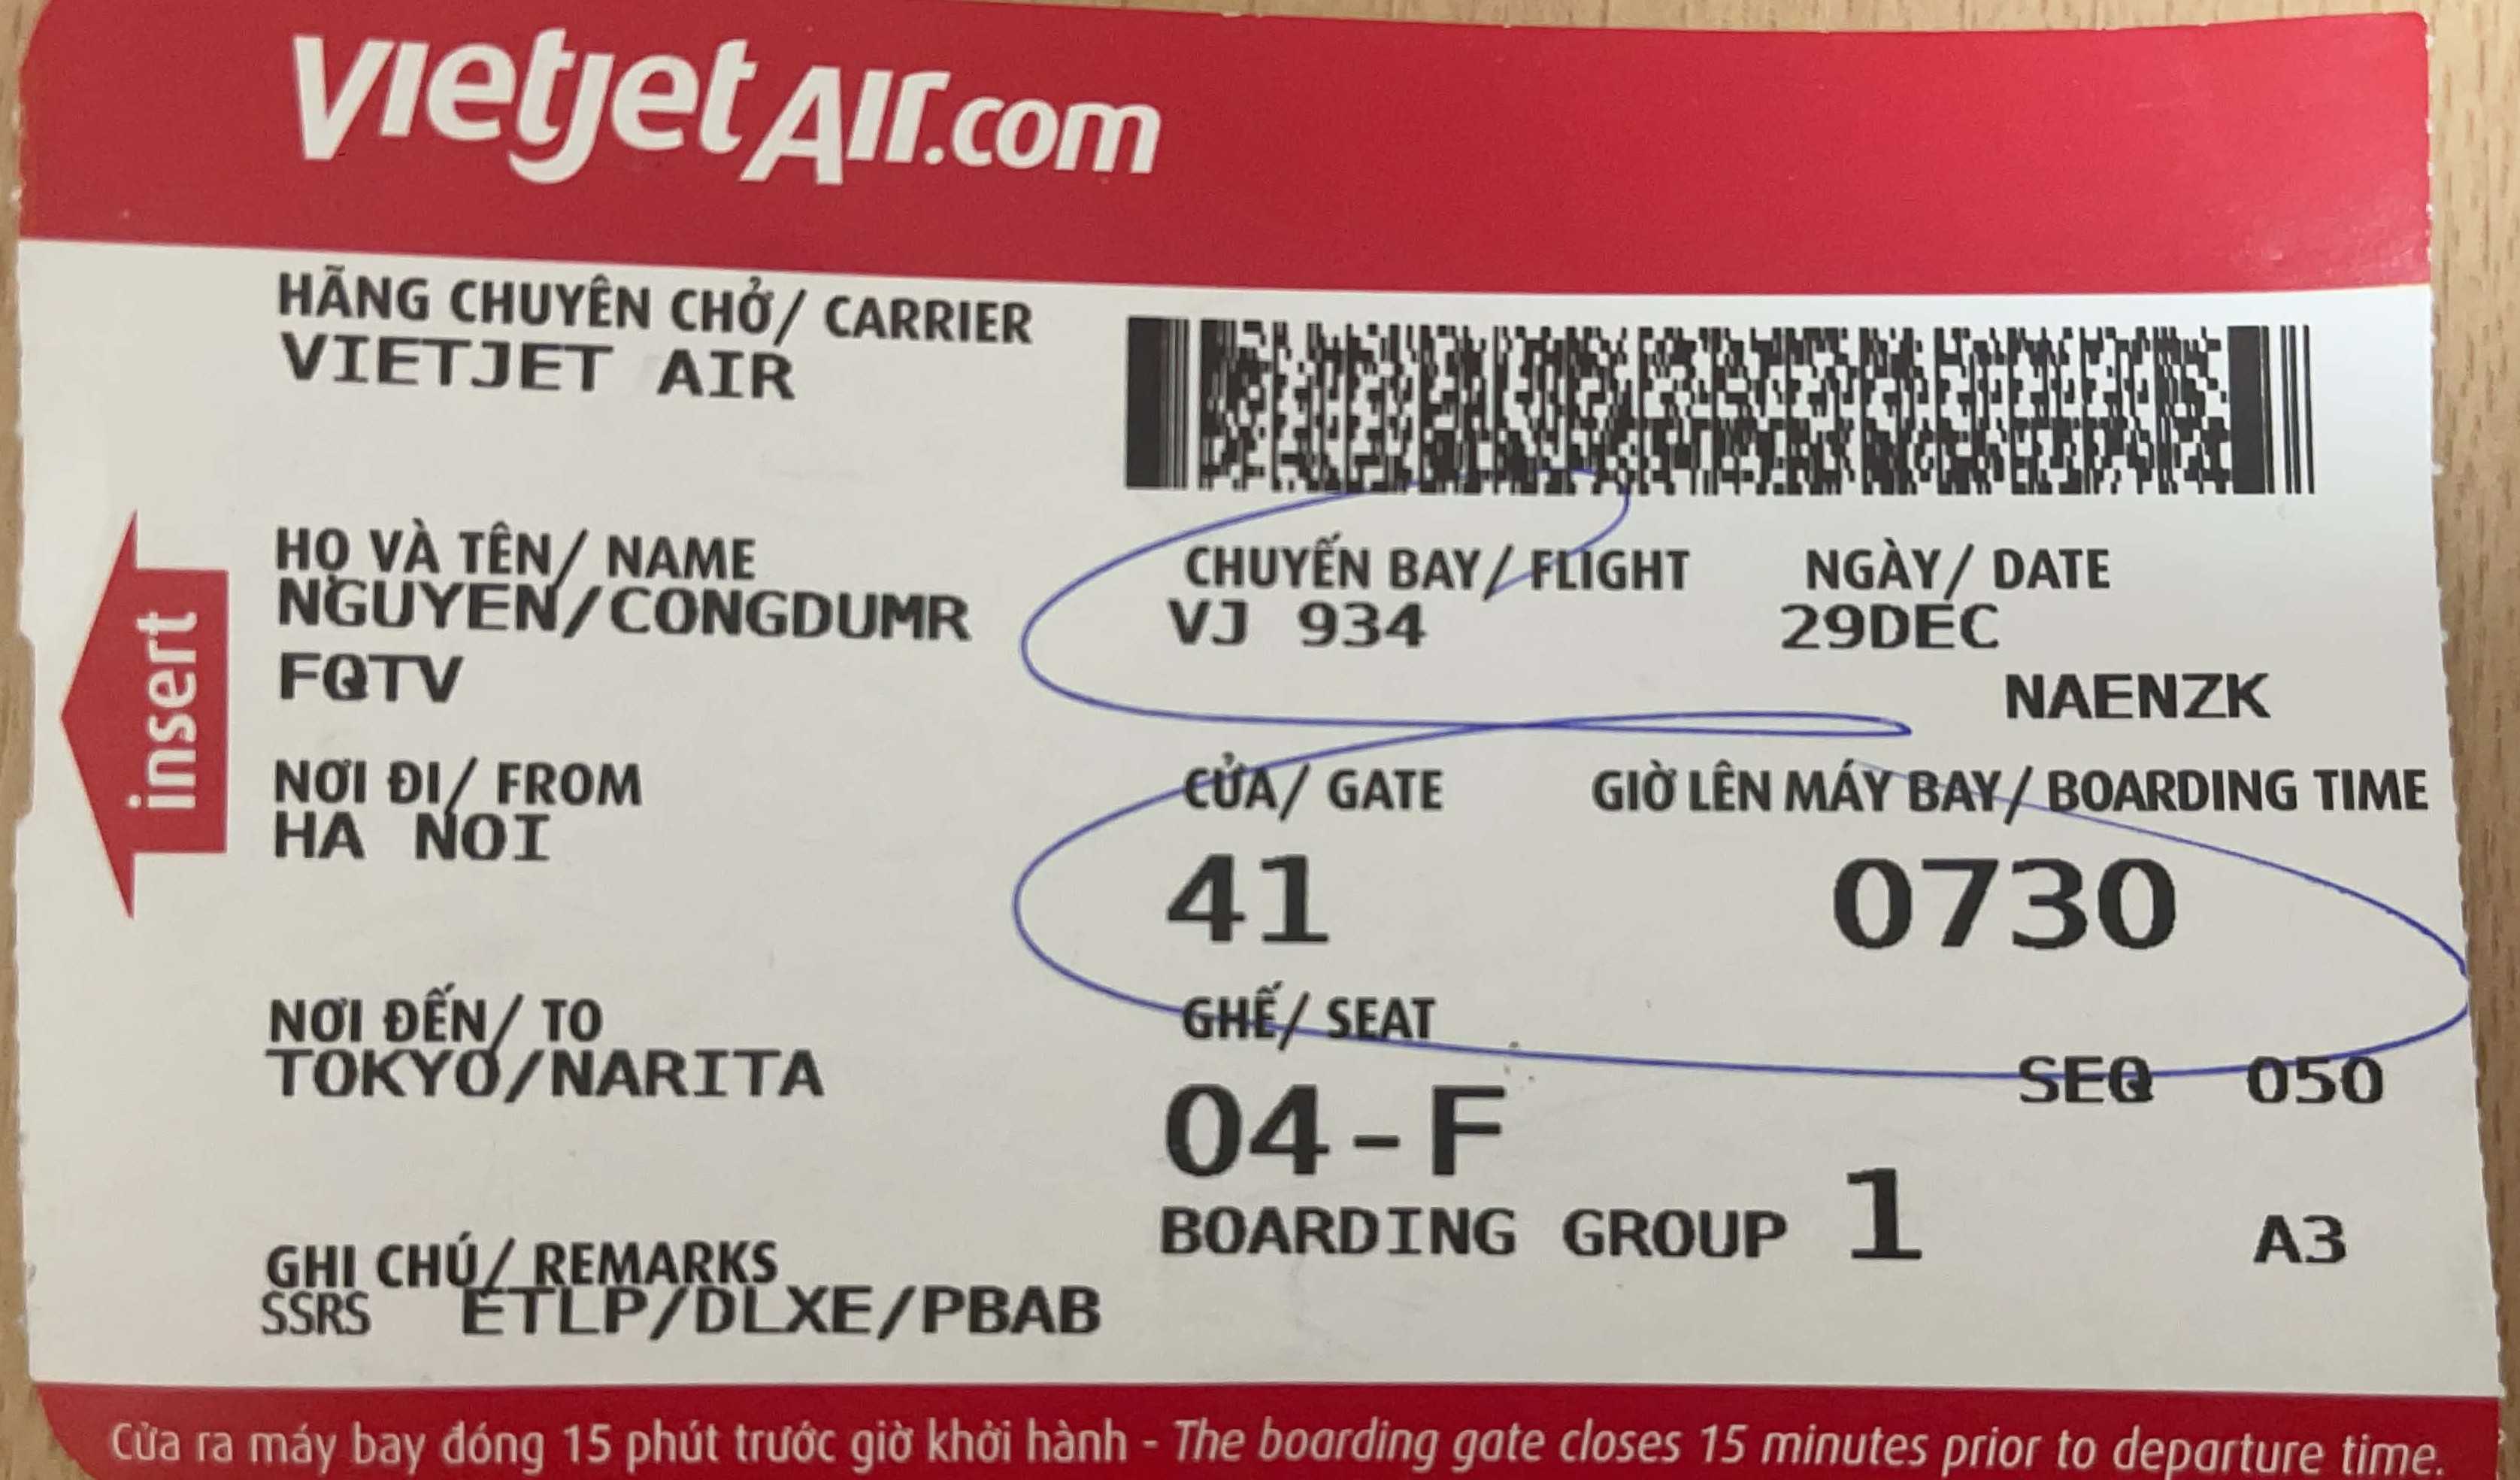 vietjetAir.com
HÃNG CHUYÊN CHỞ/ CARRIER
VIETJET AIR
insert
HỌ VÀ TÊN/ NAME
NGUYEN/CONGDUMR
FQTV
CHUYẾN BAY/ FLIGHT
VJ 934
NGÀY/ DATE
29DEC
NAENZK
NƠI ĐI/ FROM
HA NOI
CỬA/ GATE
41
GIỜ LÊN MÁY BAY/ BOARDING TIME
0730
NƠI ĐẾN/ TO
TOKYO/NARITA
GHẾ/ SEAT
04-F
SEQ 050
BOARDING GROUP 1
A3
GHI CHÚ/ REMARKS
SSRS ETLP/DLXE/PBAB
Cửa ra máy bay đóng 15 phút trước giờ khởi hành - The boarding gate closes 15 minutes prior to departure time.